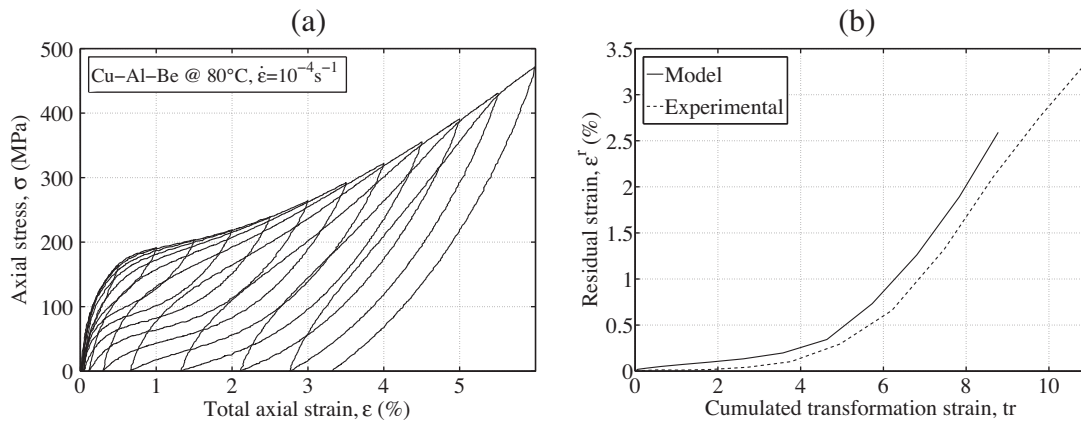 (a)
500
400
300
200
100
0
Axial stress, σ (MPa)
Cu−Al−Be @ 80°C, ε̇=10⁻⁴s⁻¹
0 1 2 3 4 5
Total axial strain, ε (%)
(b)
3.5
3
2.5
2
1.5
1
0.5
0
Residual strain, εʳ (%)
Model
Experimental
0 2 4 6 8 10
Cumulated transformation strain, tr